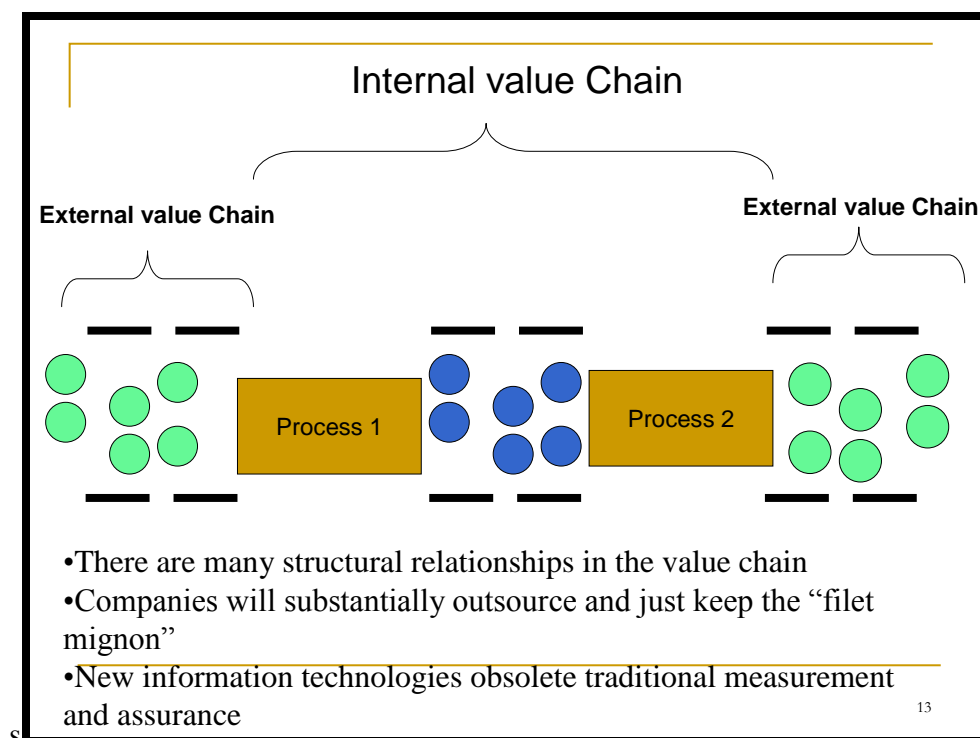 Internal value Chain
External value Chain
External value Chain
Process 1
Process 2
•There are many structural relationships in the value chain
•Companies will substantially outsource and just keep the “filet
mignon”
•New information technologies obsolete traditional measurement
and assurance
13
s